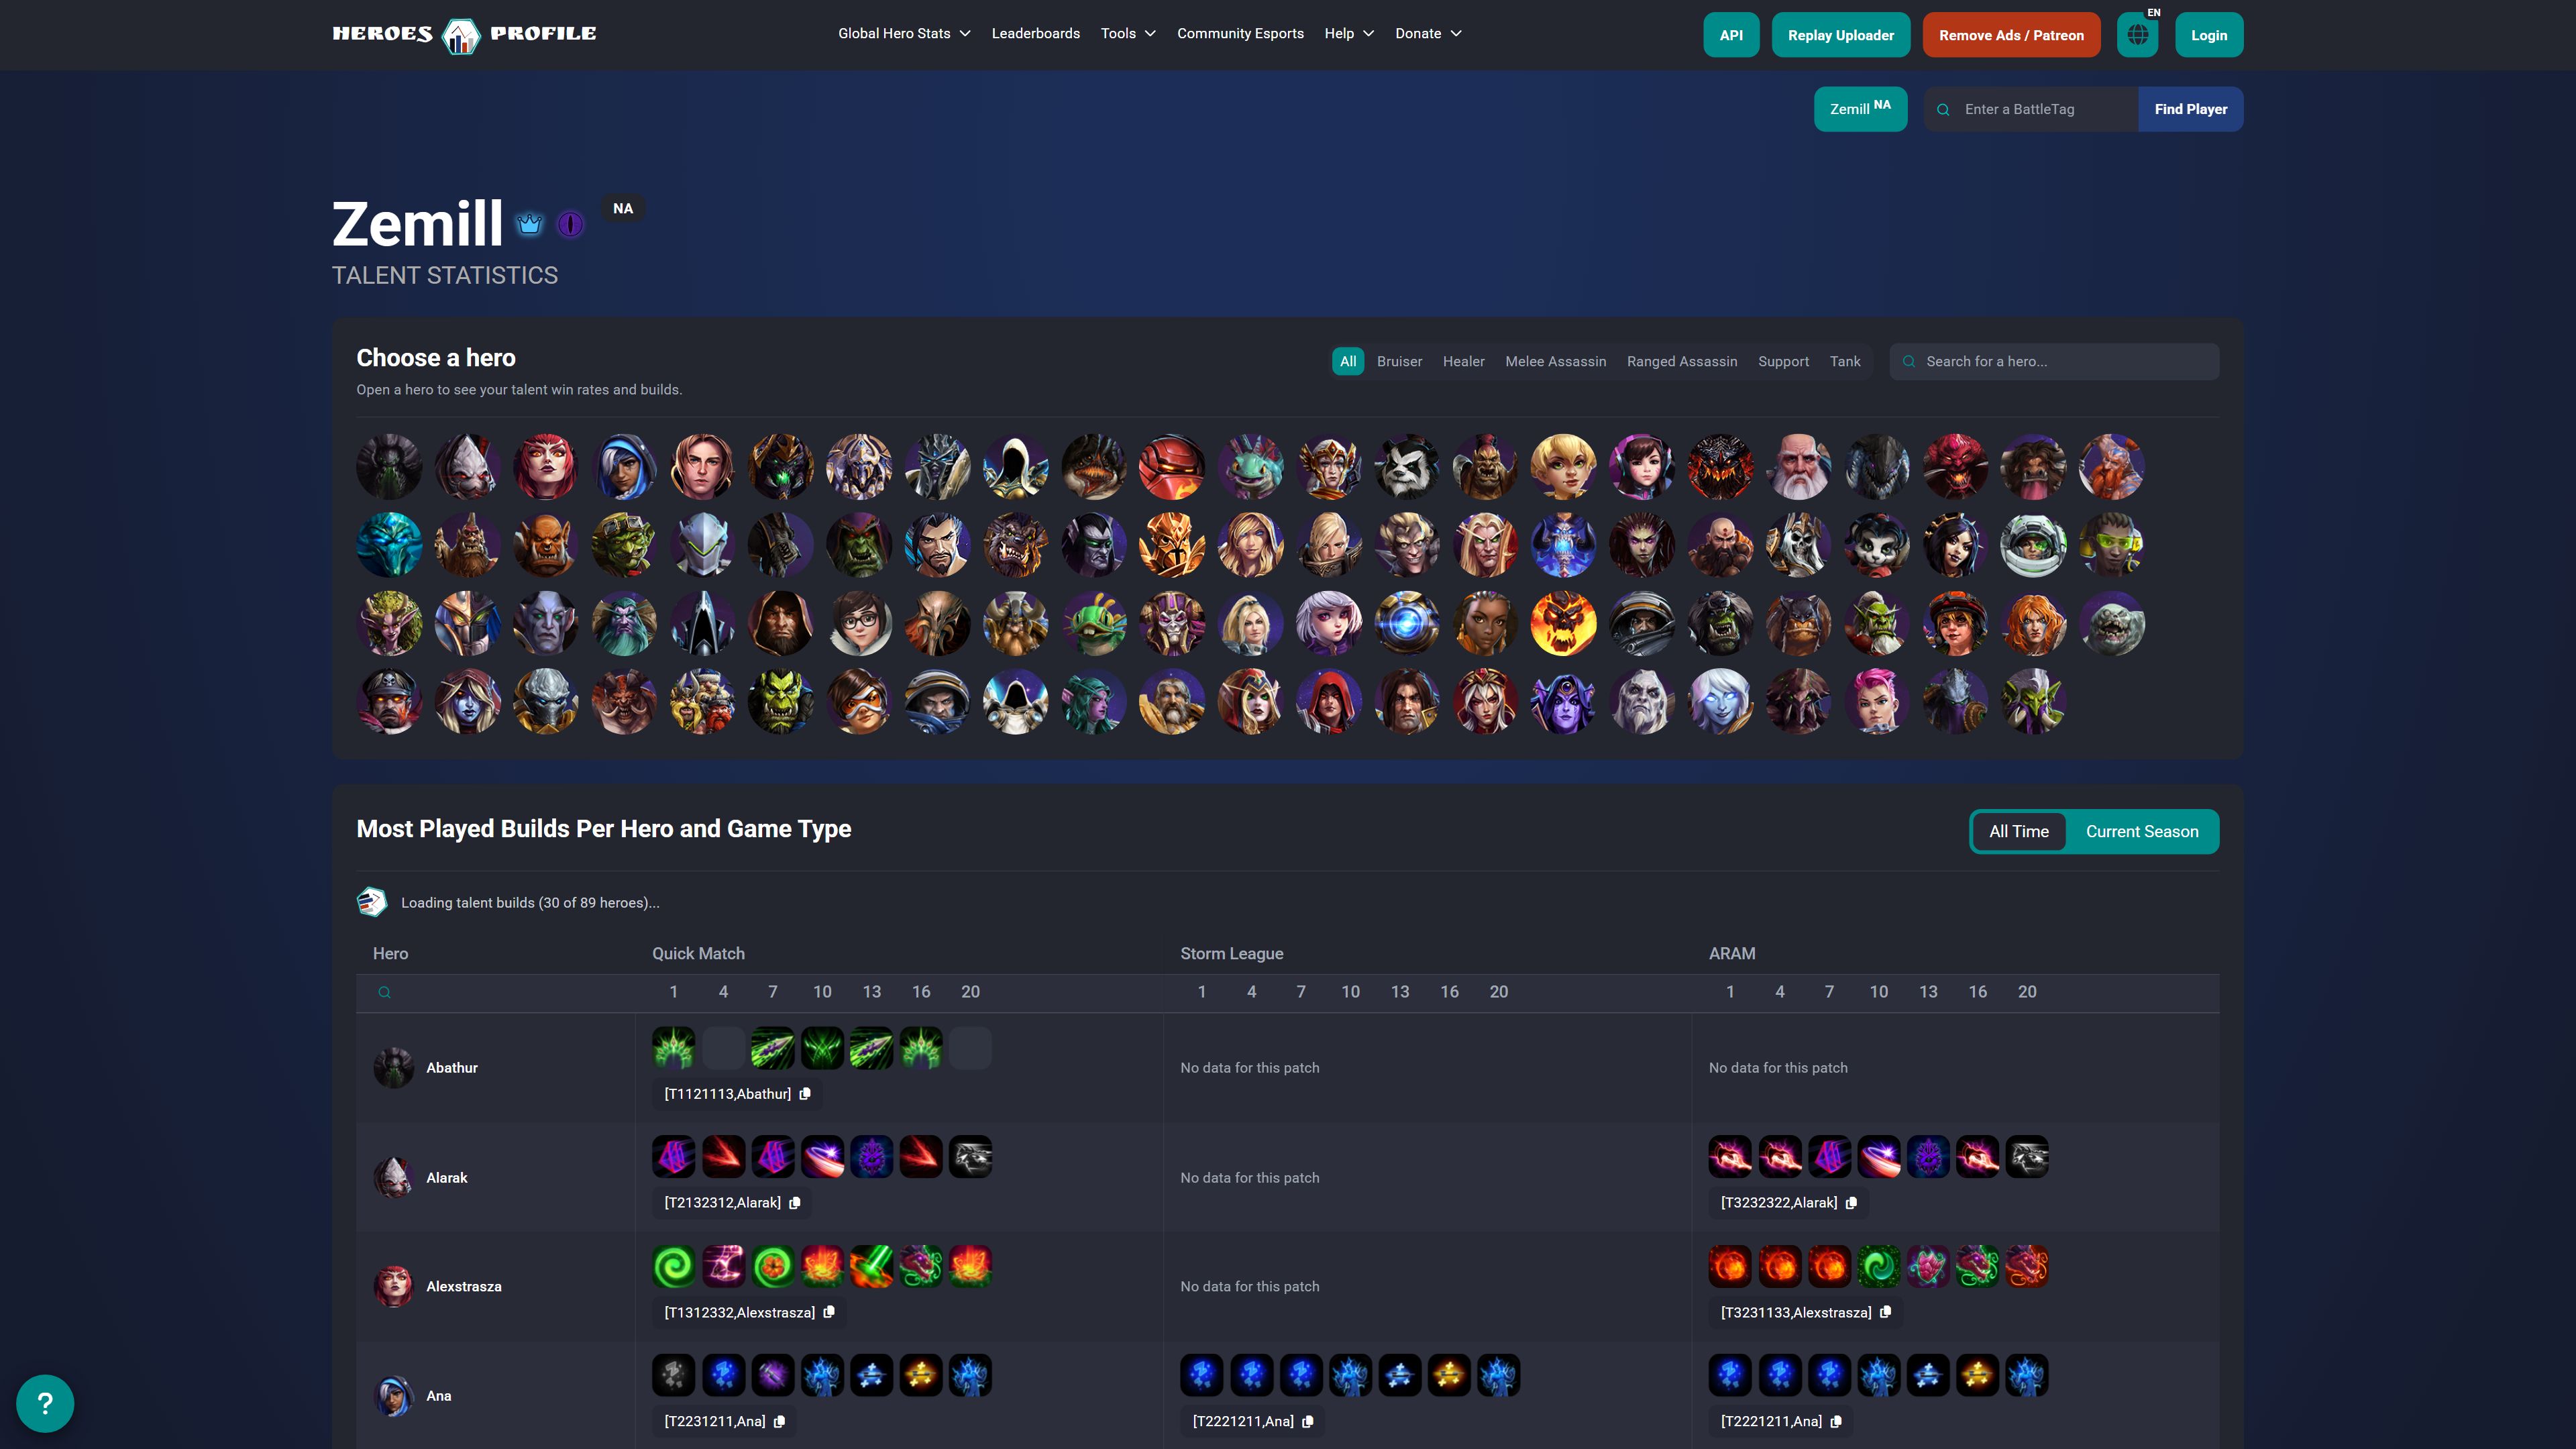 HEROES PROFILE
Global Hero Stats
Leaderboards
Tools
Community Esports
Help
Donate
API
Replay Uploader
Remove Ads / Patreon
EN
Login
Zemill NA
Enter a BattleTag
Find Player
Zemill
NA
TALENT STATISTICS
Choose a hero
Open a hero to see your talent win rates and builds.
All
Bruiser
Healer
Melee Assassin
Ranged Assassin
Support
Tank
Search for a hero...
Most Played Builds Per Hero and Game Type
All Time
Current Season
Loading talent builds (30 of 89 heroes)...
Hero
Quick Match
Storm League
ARAM
1 4 7 10 13 16 20
1 4 7 10 13 16 20
1 4 7 10 13 16 20
Abathur
[T1121113,Abathur]
No data for this patch
No data for this patch
Alarak
[T2132312,Alarak]
No data for this patch
[T3232322,Alarak]
Alexstrasza
[T1312332,Alexstrasza]
No data for this patch
[T3231133,Alexstrasza]
Ana
[T2231211,Ana]
[T2221211,Ana]
[T2221211,Ana]
?